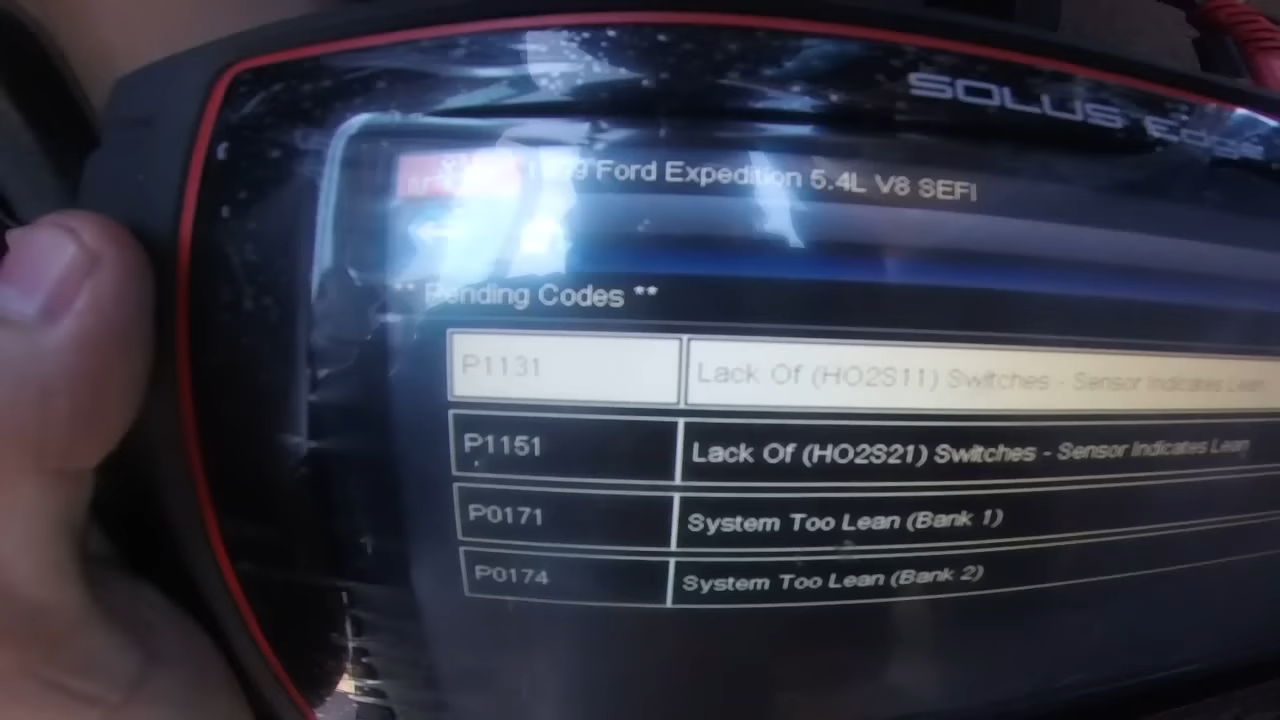 SOLUS Edge
Ford Expedition 5.4L V8 SEFI
** Pending Codes **
P1131 Lack Of (HO2S11) Switches - Sensor Indicates Lean
P1151 Lack Of (HO2S21) Switches - Sensor Indicates Lean
P0171 System Too Lean (Bank 1)
P0174 System Too Lean (Bank 2)